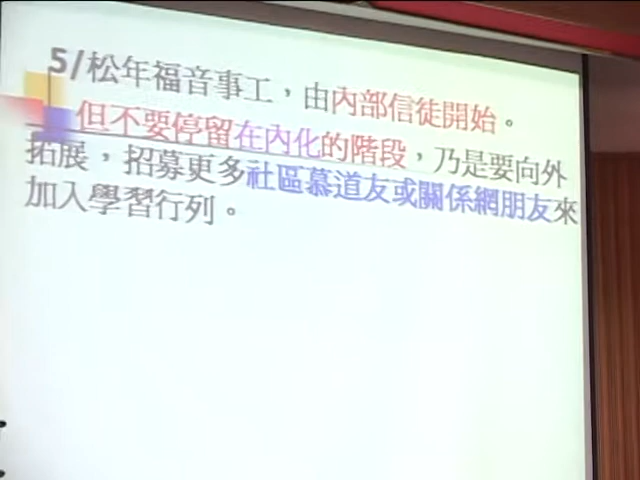 5/松年福音事工，由內部信徒開始。
但不要停留在內化的階段，乃是要向外
拓展，招募更多社區慕道友或關係網朋友來
加入學習行列。